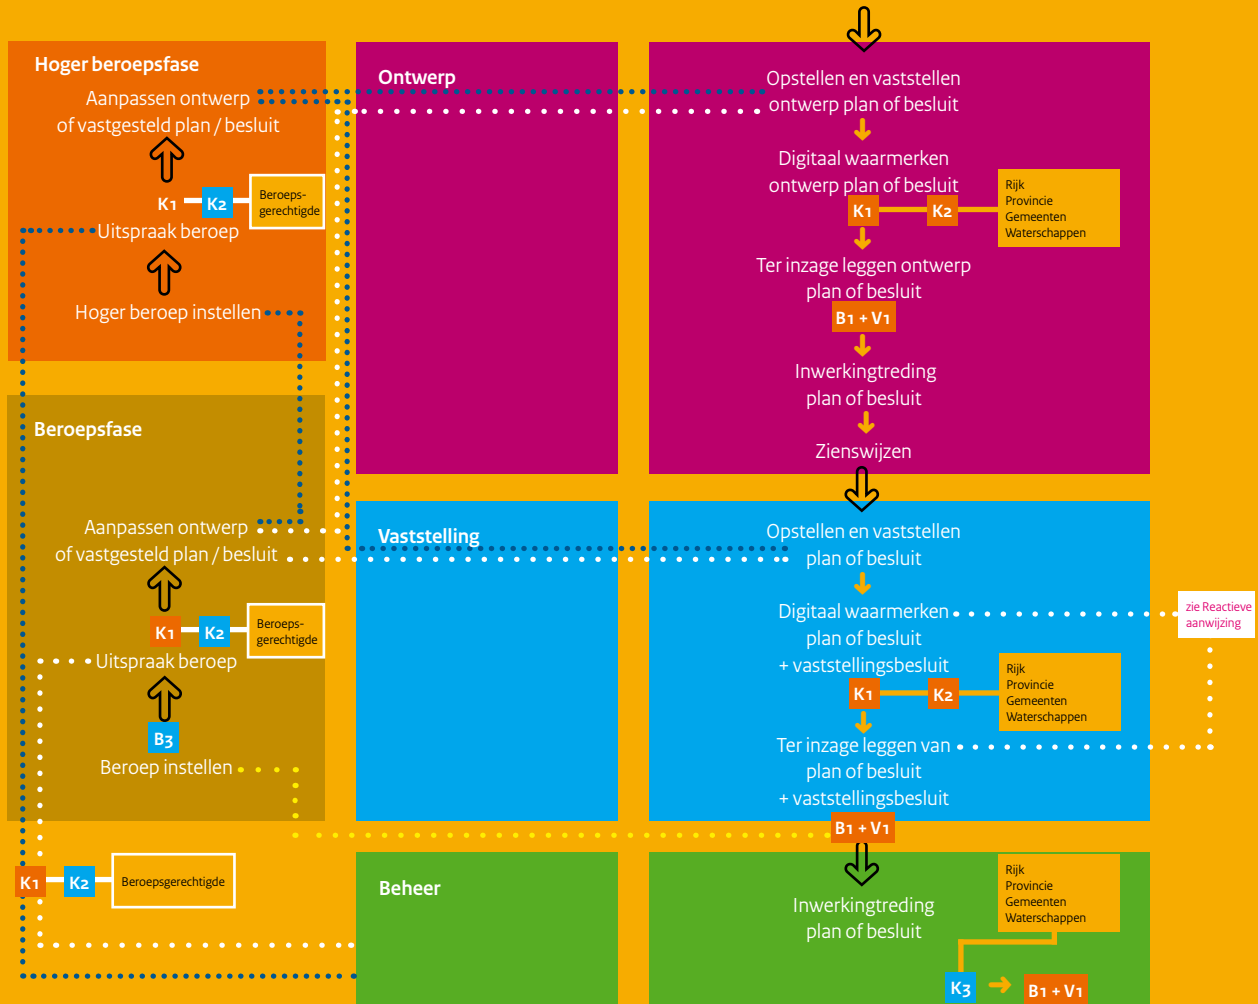 Hoger beroepsfase
Aanpassen ontwerp
of vastgesteld plan / besluit
K1
K2
Beroeps-
gerechtigde
Uitspraak beroep
Hoger beroep instellen
Beroepsfase
Aanpassen ontwerp
of vastgesteld plan / besluit
K1
K2
Beroeps-
gerechtigde
Uitspraak beroep
B3
Beroep instellen
K1
K2
Beroepsgerechtigde
Ontwerp
Opstellen en vaststellen
ontwerp plan of besluit
Digitaal waarmerken
ontwerp plan of besluit
K1
K2
Rijk
Provincie
Gemeenten
Waterschappen
Ter inzage leggen ontwerp
plan of besluit
B1 + V1
Inwerkingtreding
plan of besluit
Zienswijzen
Vaststelling
Opstellen en vaststellen
plan of besluit
Digitaal waarmerken
plan of besluit
+ vaststellingsbesluit
zie Reactieve
aanwijzing
K1
K2
Rijk
Provincie
Gemeenten
Waterschappen
Ter inzage leggen van
plan of besluit
+ vaststellingsbesluit
B1 + V1
Beheer
Inwerkingtreding
plan of besluit
Rijk
Provincie
Gemeenten
Waterschappen
K3
B1 + V1